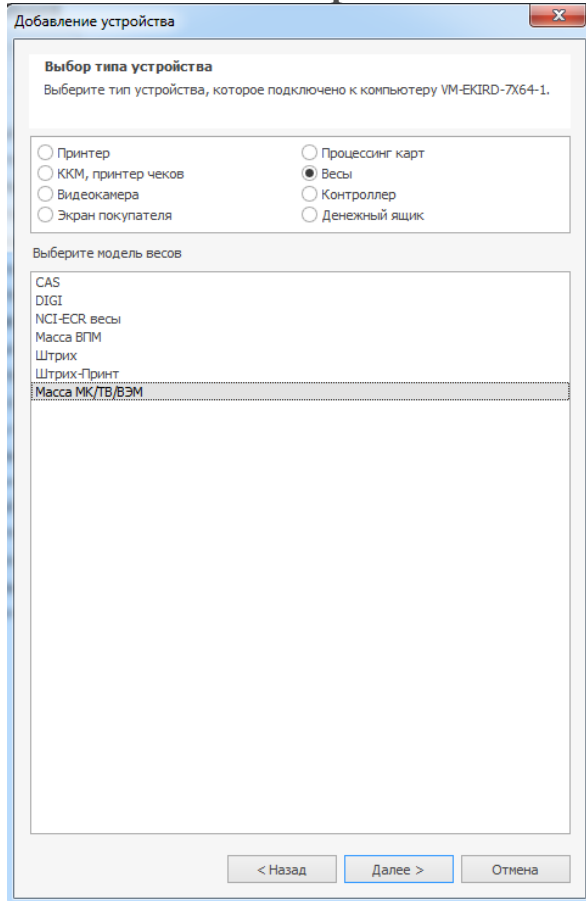 Добавление устройства
Выбор типа устройства
Выберите тип устройства, которое подключено к компьютеру VM-EKIRD-7X64-1.
Принтер
Процессинг карт
ККМ, принтер чеков
Весы
Видеокамера
Контроллер
Экран покупателя
Денежный ящик
Выберите модель весов
CAS
DIGI
NCI-ECR весы
Масса ВПМ
Штрих
Штрих-Принт
Масса МК/ТВ/ВЭМ
< Назад
Далее >
Отмена